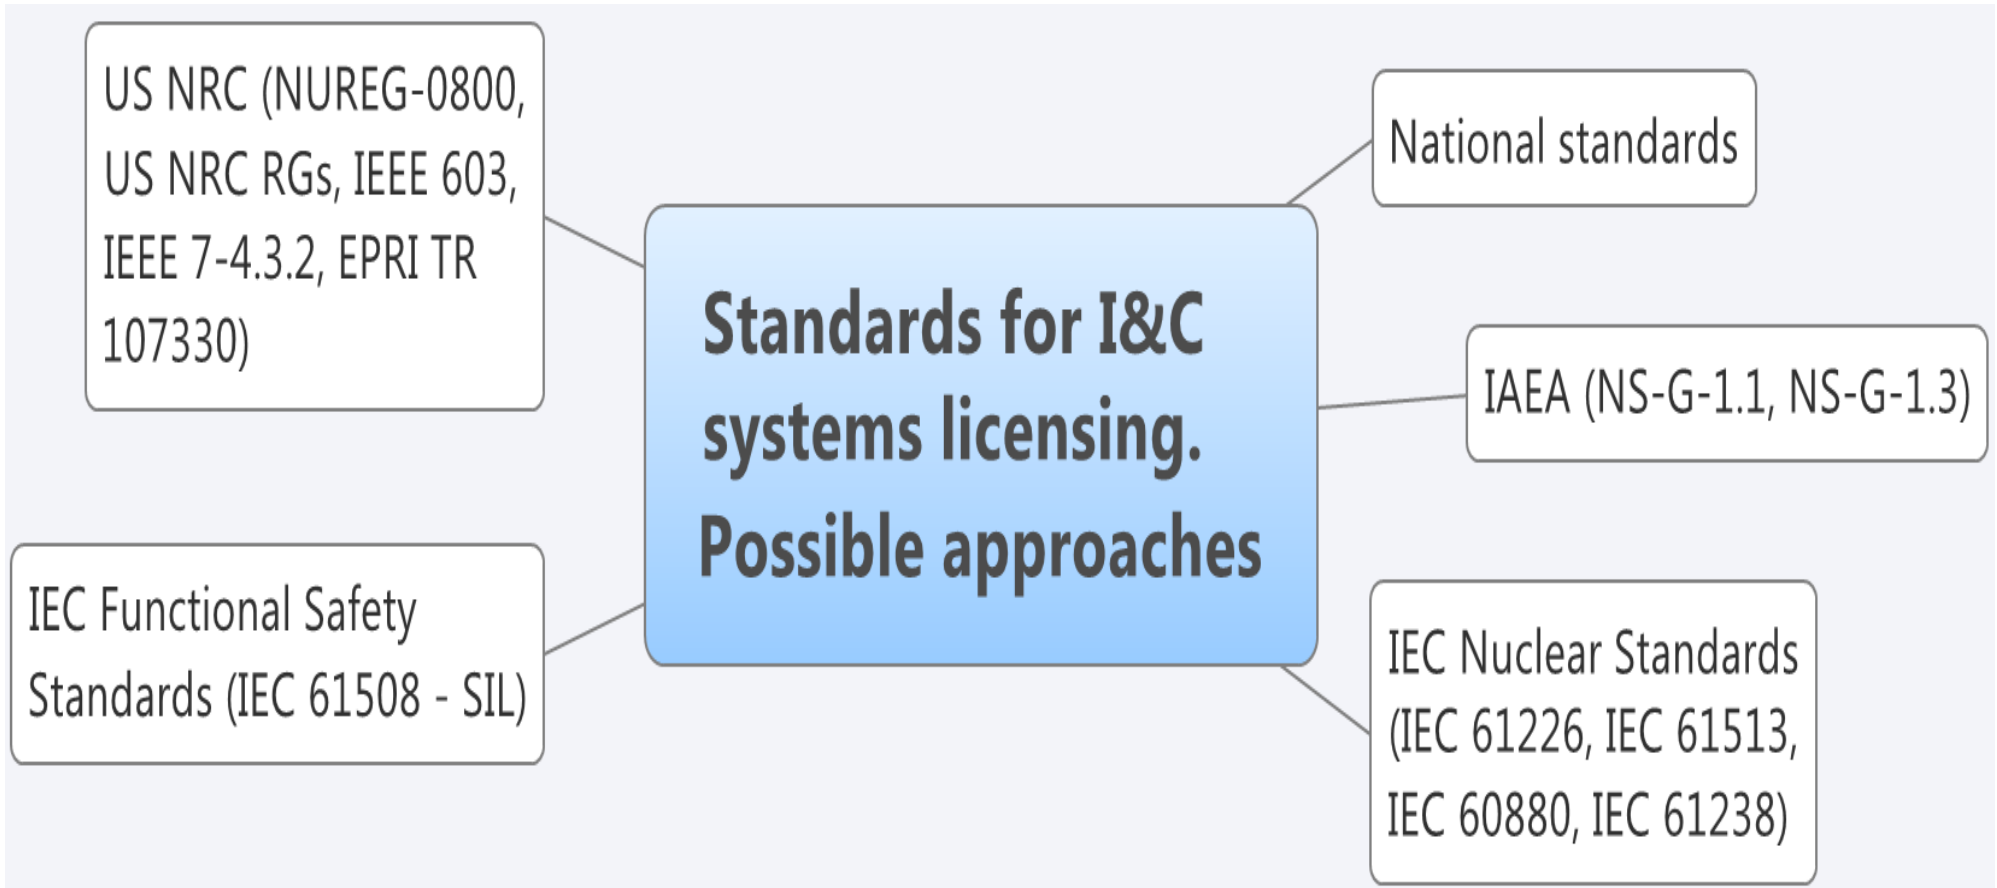 US NRC (NUREG-0800,
US NRC RGs, IEEE 603,
IEEE 7-4.3.2, EPRI TR
107330)
IEC Functional Safety
Standards (IEC 61508 - SIL)
Standards for I&C
systems licensing.
Possible approaches
National standards
IAEA (NS-G-1.1, NS-G-1.3)
IEC Nuclear Standards
(IEC 61226, IEC 61513,
IEC 60880, IEC 61238)